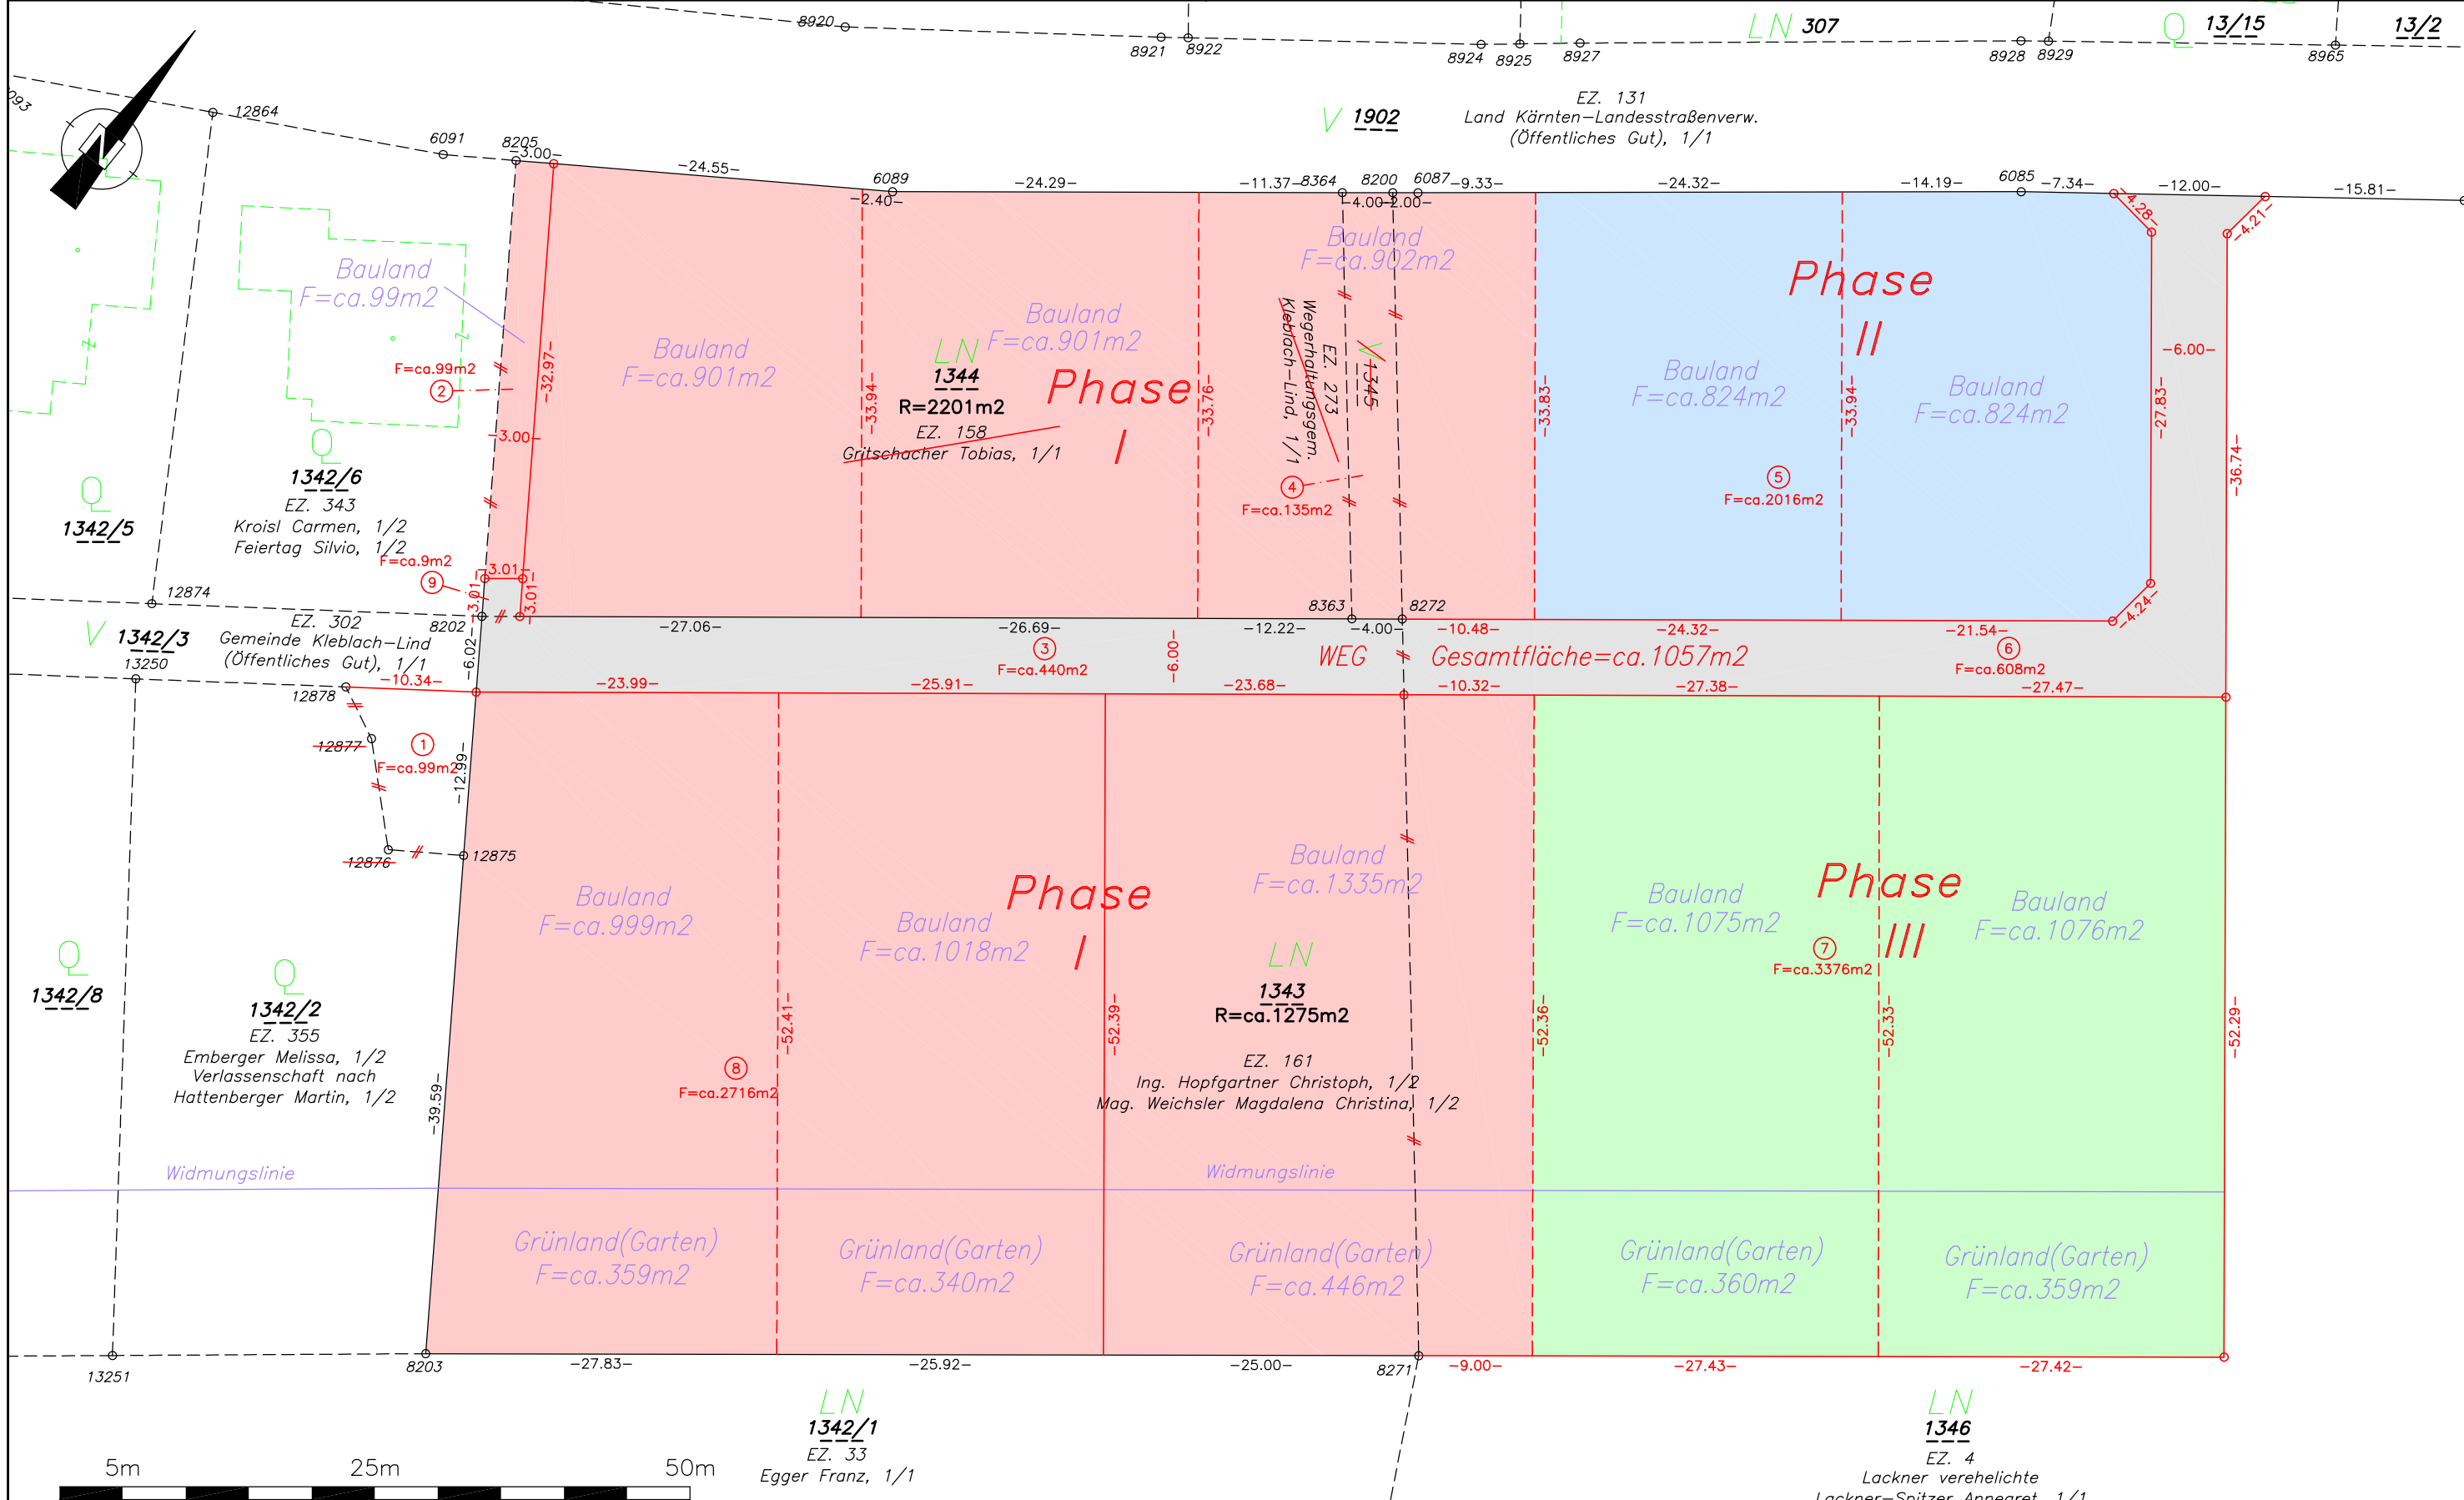 8920
8921
8922
8924
8925
8927
LN 307
8928
8929
Q 13/15
8965
13/2
12864
6091
8205
-3.00-
-24.55-
6089
-2.40-
-24.29-
-11.37-
8364
8200
6087
-4.00-
-2.00-
-9.33-
-24.32-
-14.19-
6085
-7.34-
-12.00-
-15.81-
V 1902
EZ. 131
Land Kärnten-Landesstraßenverw.
(Öffentliches Gut), 1/1
Bauland
F=ca.99m2
F=ca.99m2
2
-32.97-
-3.00-
Bauland
F=ca.901m2
-33.94-
Bauland
F=ca.901m2
LN
1344
R=2201m2
EZ. 158
Gritschacher Tobias, 1/1
Phase
I
-33.76-
Bauland
F=ca.902m2
Wegerhaltungsgem.
Kleblach-Lind, 1/1
EZ. 273
V 1345
4
F=ca.135m2
-33.83-
Phase
II
Bauland
F=ca.824m2
-33.94-
Bauland
F=ca.824m2
5
F=ca.2016m2
-4.28-
-4.21-
-6.00-
-27.83-
-36.74-
-4.24-
Q
1342/5
Q
1342/6
EZ. 343
Kroisl Carmen, 1/2
Feiertag Silvio, 1/2
F=ca.9m2
9
-3.01-
-3.01-
-3.01-
12874
8202
V 1342/3
EZ. 302
Gemeinde Kleblach-Lind
(Öffentliches Gut), 1/1
13250
12878
-10.34-
-6.02-
-27.06-
-26.69-
-12.22-
8363
-4.00-
8272
-10.48-
-24.32-
-21.54-
3
F=ca.440m2
-6.00-
WEG Gesamtfläche=ca.1057m2
6
F=ca.608m2
-23.99-
-25.91-
-23.68-
-10.32-
-27.38-
-27.47-
12877
1
F=ca.99m2
-12.99-
12876
12875
Bauland
F=ca.999m2
Bauland
F=ca.1018m2
Phase
I
Bauland
F=ca.1335m2
Bauland
F=ca.1075m2
Phase
III
Bauland
F=ca.1076m2
7
F=ca.3376m2
LN
1343
R=ca.1275m2
EZ. 161
Ing. Hopfgartner Christoph, 1/2
Mag. Weichsler Magdalena Christina, 1/2
Q
1342/8
Q
1342/2
EZ. 355
Emberger Melissa, 1/2
Verlassenschaft nach
Hattenberger Martin, 1/2
-39.59-
8
F=ca.2716m2
-52.41-
-52.39-
-52.36-
-52.33-
-52.29-
Widmungslinie
Widmungslinie
Grünland(Garten)
F=ca.359m2
Grünland(Garten)
F=ca.340m2
Grünland(Garten)
F=ca.446m2
Grünland(Garten)
F=ca.360m2
Grünland(Garten)
F=ca.359m2
13251
8203
-27.83-
-25.92-
-25.00-
8271
-9.00-
-27.43-
-27.42-
LN
1342/1
EZ. 33
Egger Franz, 1/1
LN
1346
EZ. 4
Lackner verehelichte
Lackner-Spitzer Annegret, 1/1
5m 25m 50m